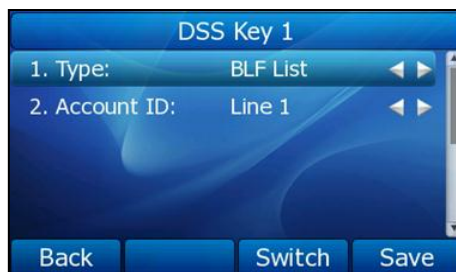 DSS Key 1
1. Type: BLF List
2. Account ID: Line 1
Back Switch Save